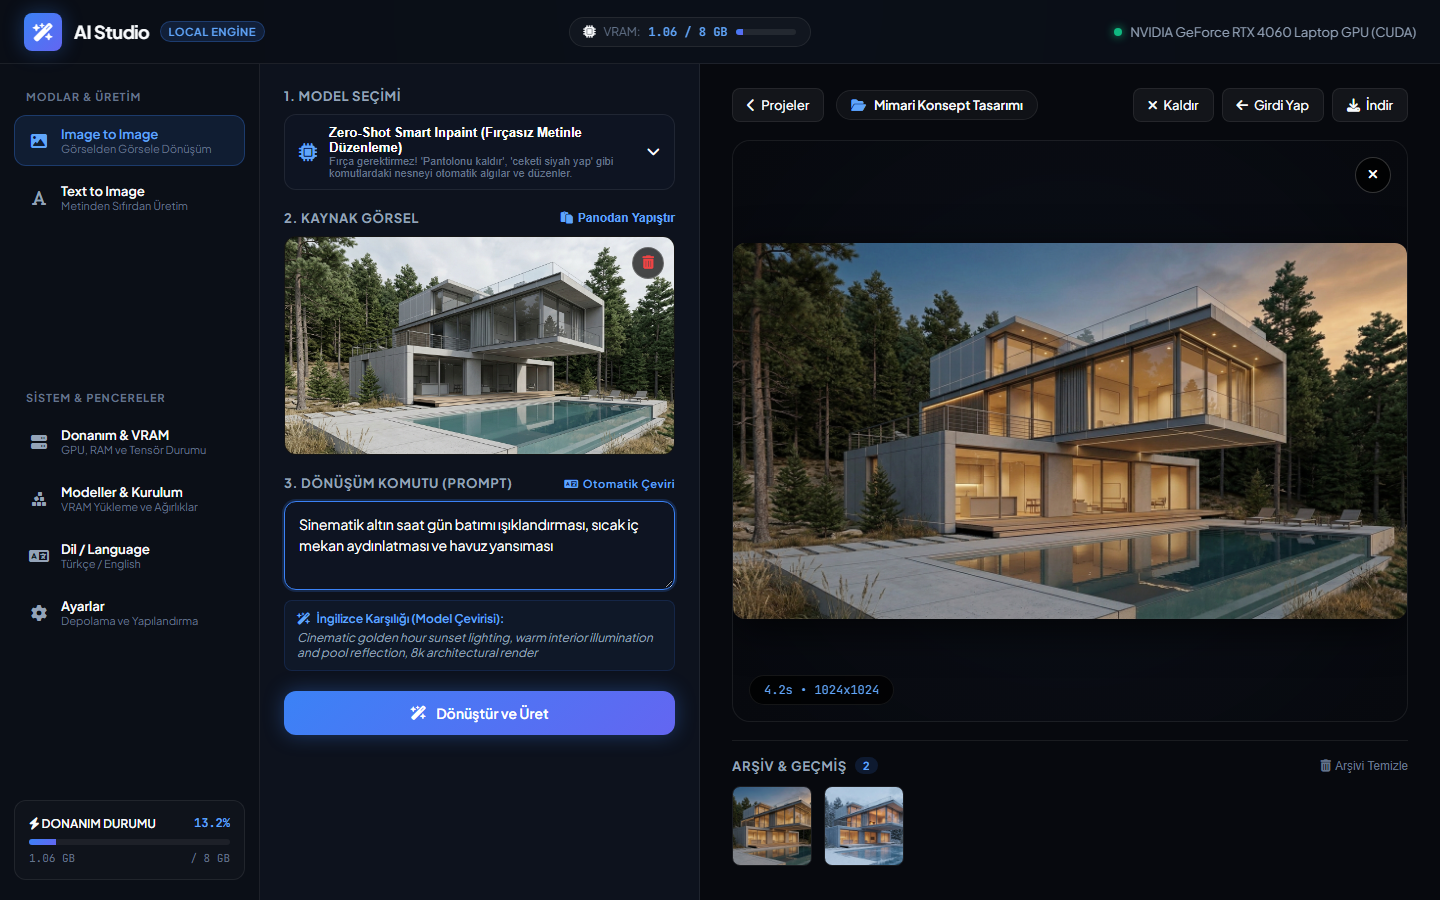 AI Studio
LOCAL ENGINE
VRAM: 1.06 / 8 GB
NVIDIA GeForce RTX 4060 Laptop GPU (CUDA)
MODLAR & ÜRETİM
Image to Image
Görselden Görsele Dönüşüm
Text to Image
Metinden Sıfırdan Üretim
SİSTEM & PENCERELER
Donanım & VRAM
GPU, RAM ve Tensör Durumu
Modeller & Kurulum
VRAM Yükleme ve Ağırlıklar
Dil / Language
Türkçe / English
Ayarlar
Depolama ve Yapılandırma
DONANIM DURUMU 13.2%
1.06 GB / 8 GB
1. MODEL SEÇİMİ
Zero-Shot Smart Inpaint (Fırçasız Metinle
Düzenleme)
Fırça gerektirmez! 'Pantolonu kaldır', 'ceketi siyah yap' gibi
komutlardaki nesneyi otomatik algılar ve düzenler.
2. KAYNAK GÖRSEL
Panodan Yapıştır
3. DÖNÜŞÜM KOMUTU (PROMPT)
Otomatik Çeviri
Sinematik altın saat gün batımı ışıklandırması, sıcak iç
mekan aydınlatması ve havuz yansıması
İngilizce Karşılığı (Model Çevirisi):
Cinematic golden hour sunset lighting, warm interior illumination
and pool reflection, 8k architectural render
Dönüştür ve Üret
Projeler
Mimari Konsept Tasarımı
Kaldır
Girdi Yap
İndir
4.2s • 1024x1024
ARŞİV & GEÇMİŞ 2
Arşivi Temizle